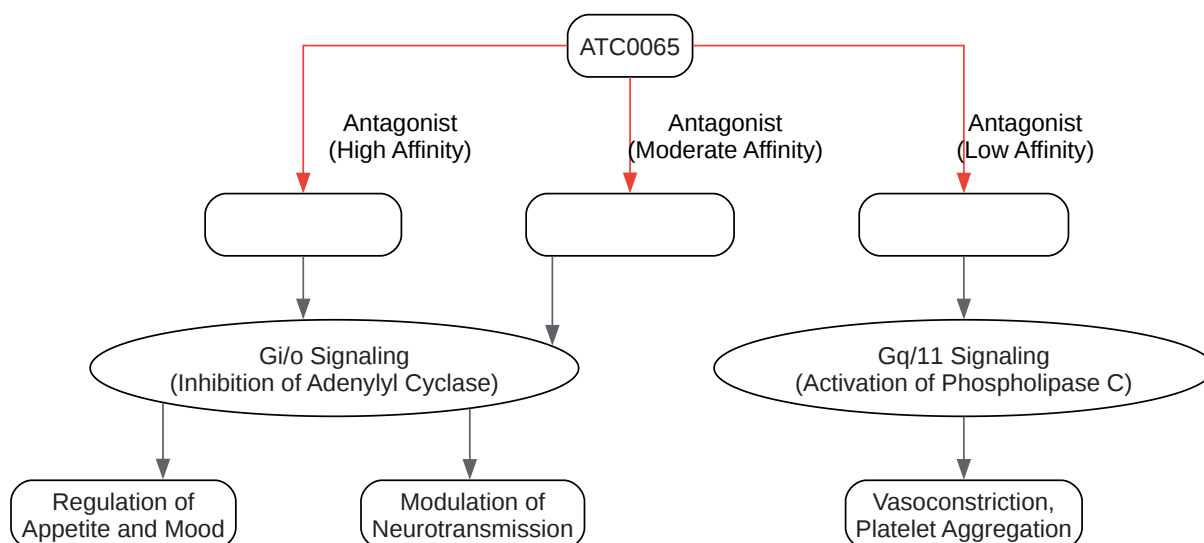 ATC0065
Antagonist
(High Affinity)
Antagonist
(Moderate Affinity)
Antagonist
(Low Affinity)
Gi/o Signaling
(Inhibition of Adenylyl Cyclase)
Gq/11 Signaling
(Activation of Phospholipase C)
Regulation of
Appetite and Mood
Modulation of
Neurotransmission
Vasoconstriction,
Platelet Aggregation